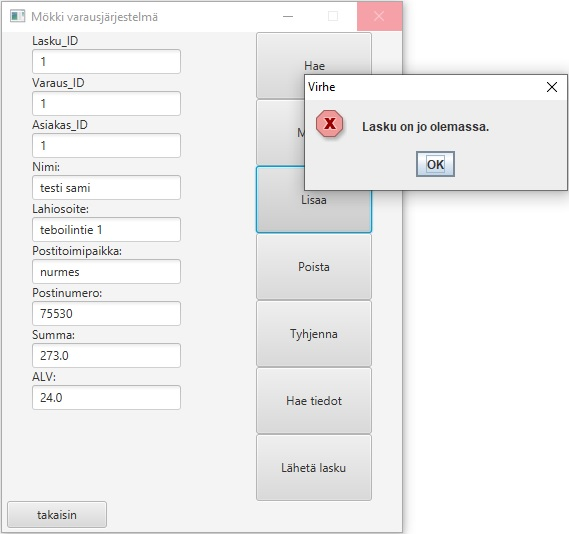 Mökki varausjärjestelmä
Lasku_ID
1
Varaus_ID
1
Asiakas_ID
1
Nimi:
testi sami
Lahiosoite:
teboilintie 1
Postitoimipaikka:
nurmes
Postinumero:
75530
Summa:
273.0
ALV:
24.0
takaisin
Hae
M
Lisaa
Poista
Tyhjenna
Hae tiedot
Lähetä lasku
Virhe
X
Lasku on jo olemassa.
OK